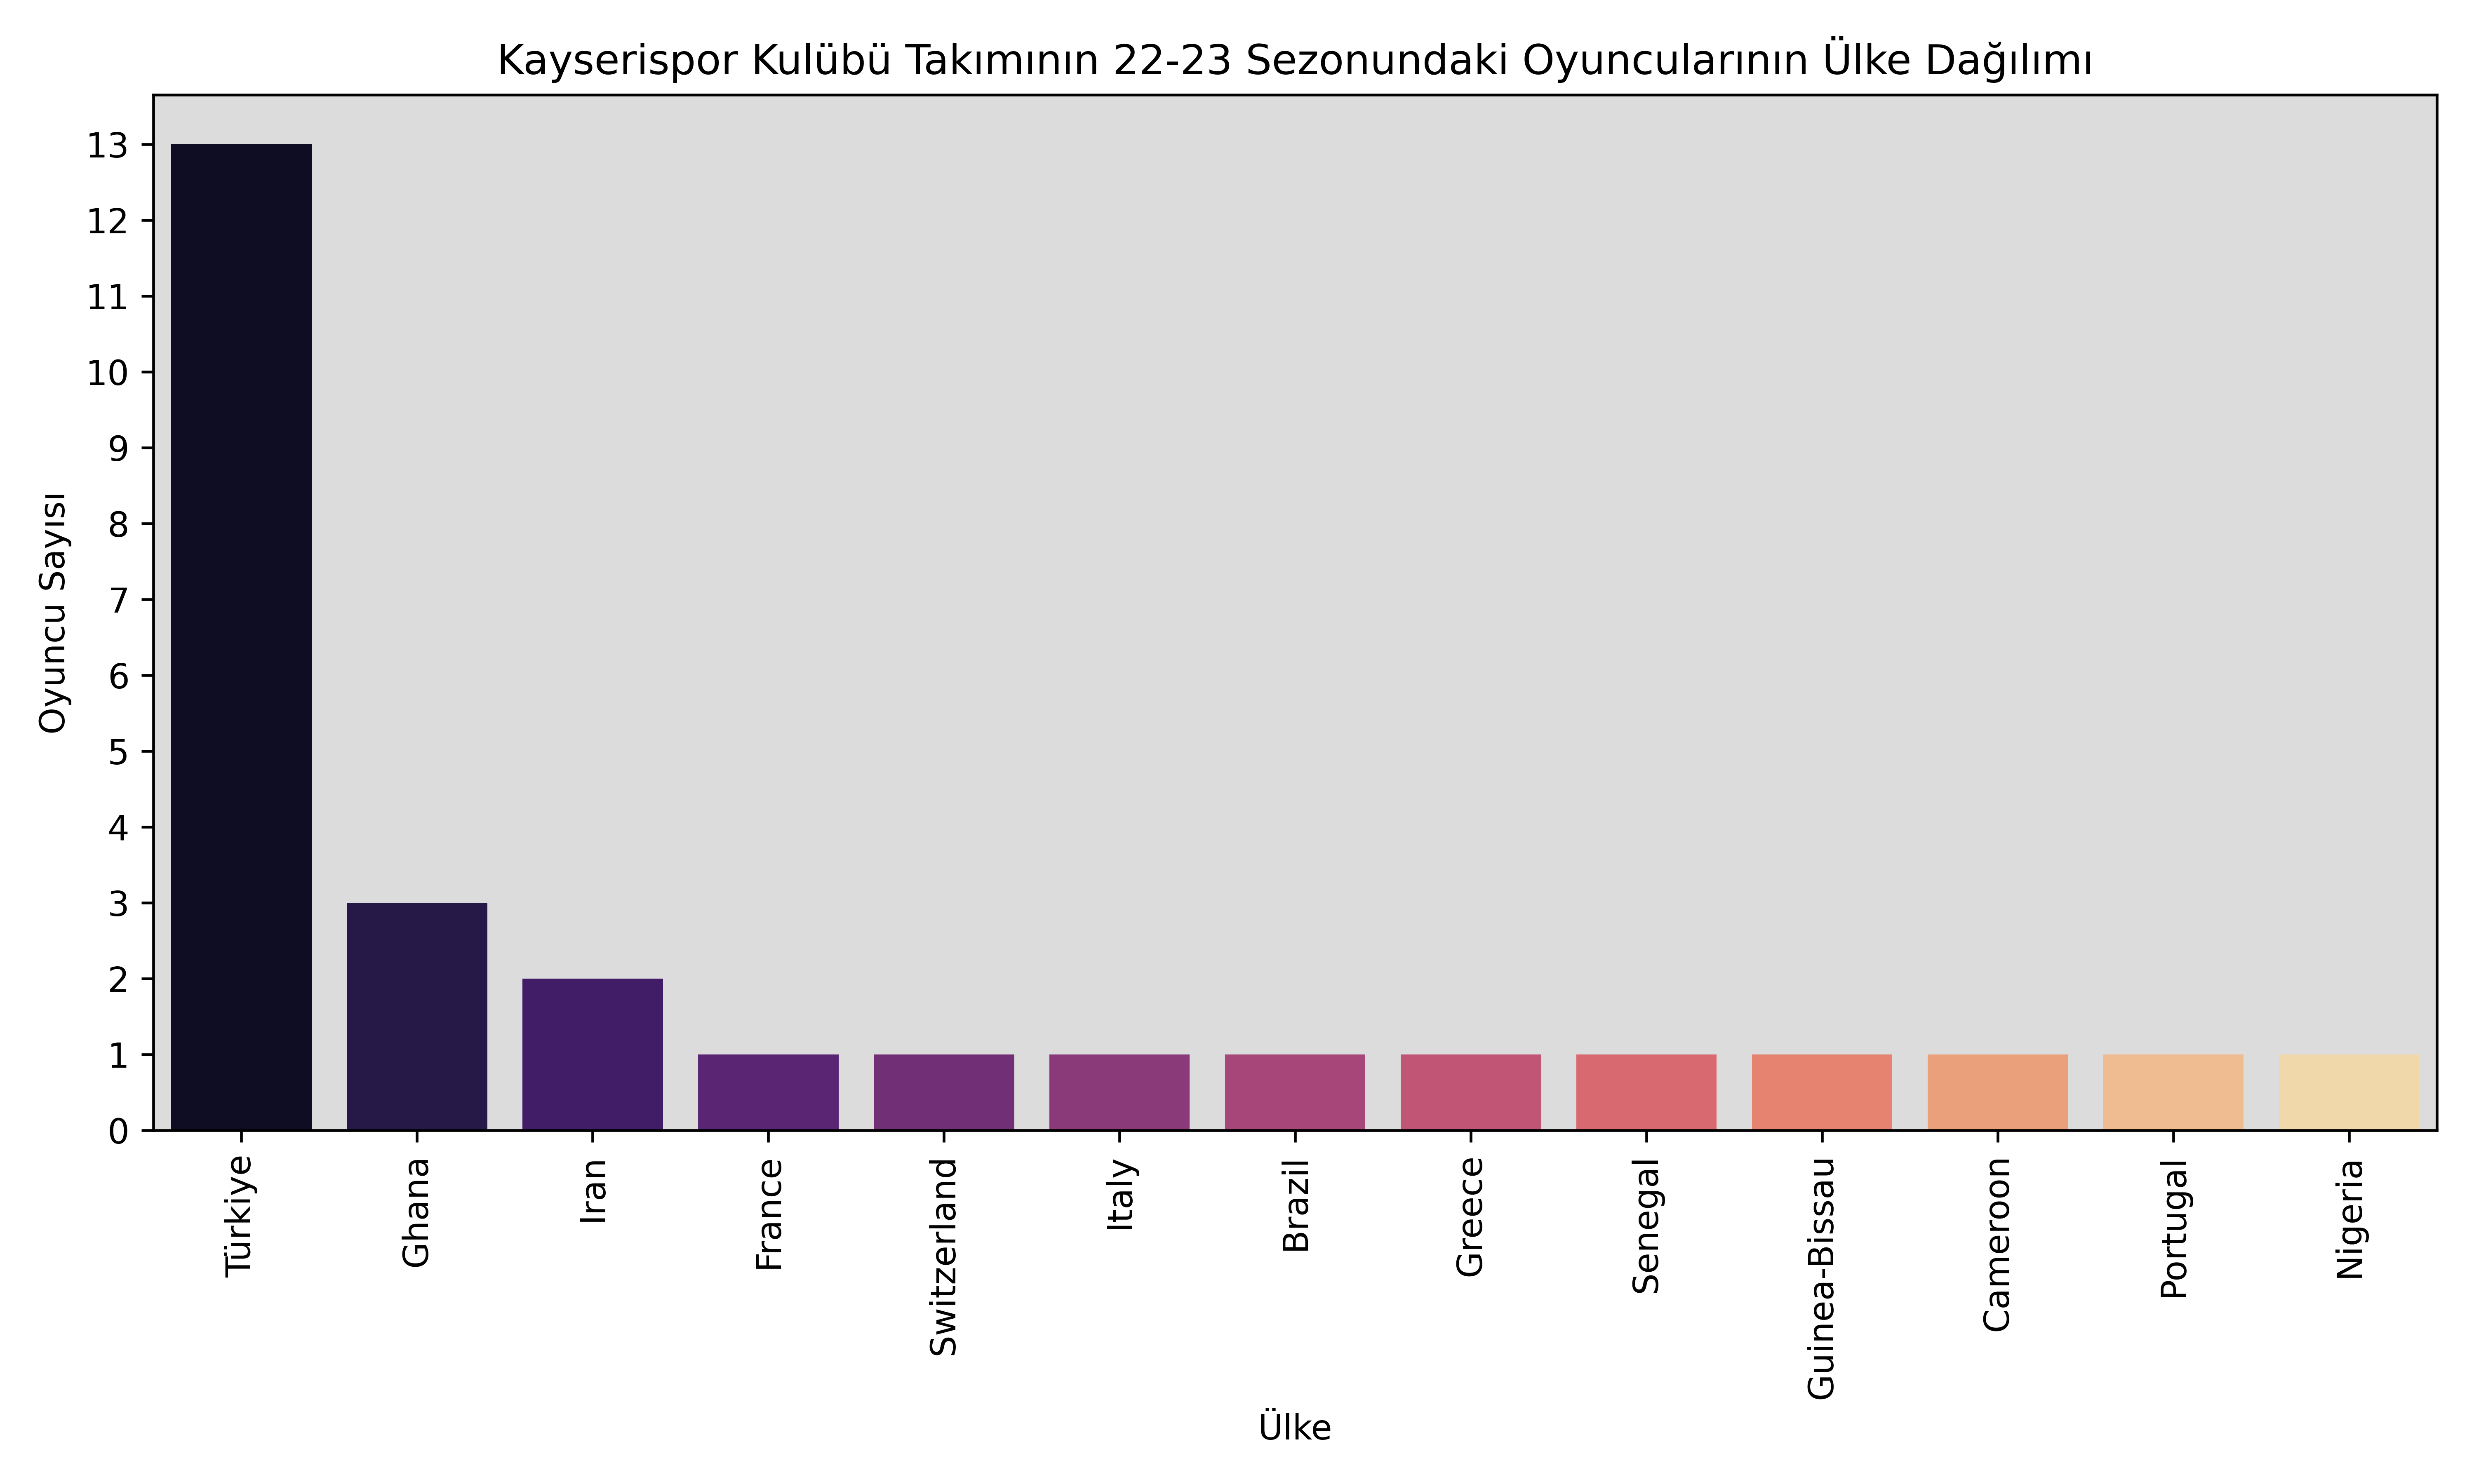 Kayserispor Kulübü Takımının 22-23 Sezonundaki Oyuncularının Ülke Dağılımı
Oyuncu Sayısı
13
12
11
10
9
8
7
6
5
4
3
2
1
0
Türkiye
Ghana
Iran
France
Switzerland
Italy
Brazil
Greece
Senegal
Guinea-Bissau
Cameroon
Portugal
Nigeria
Ülke